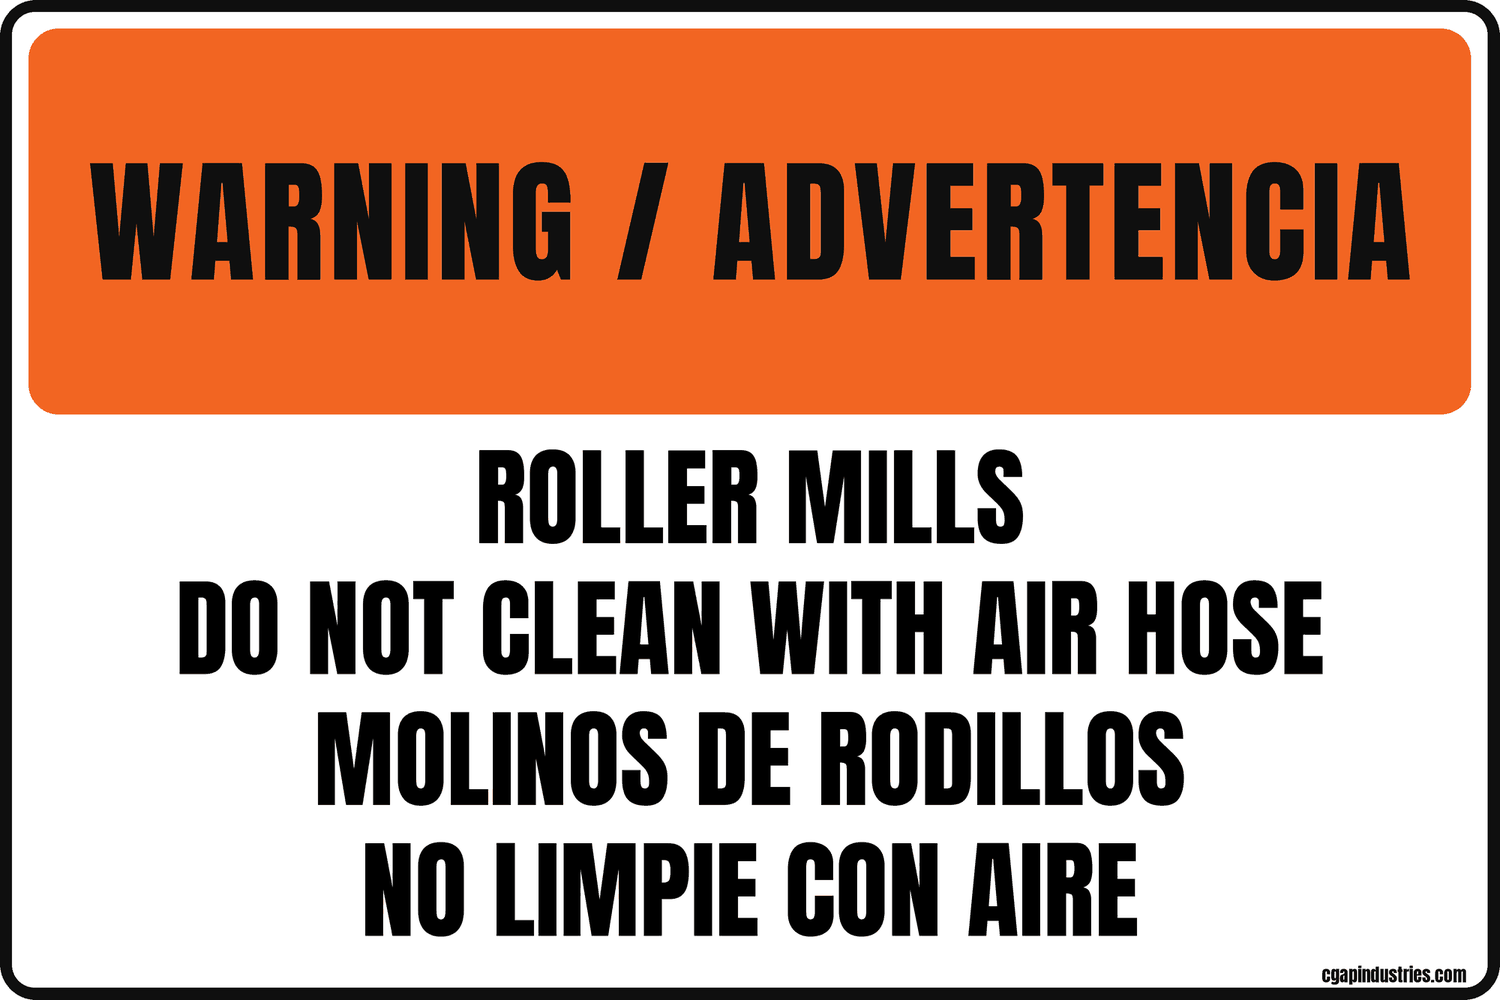 WARNING / ADVERTENCIA
ROLLER MILLS
DO NOT CLEAN WITH AIR HOSE
MOLINOS DE RODILLOS
NO LIMPIE CON AIRE
cgapindustries.com